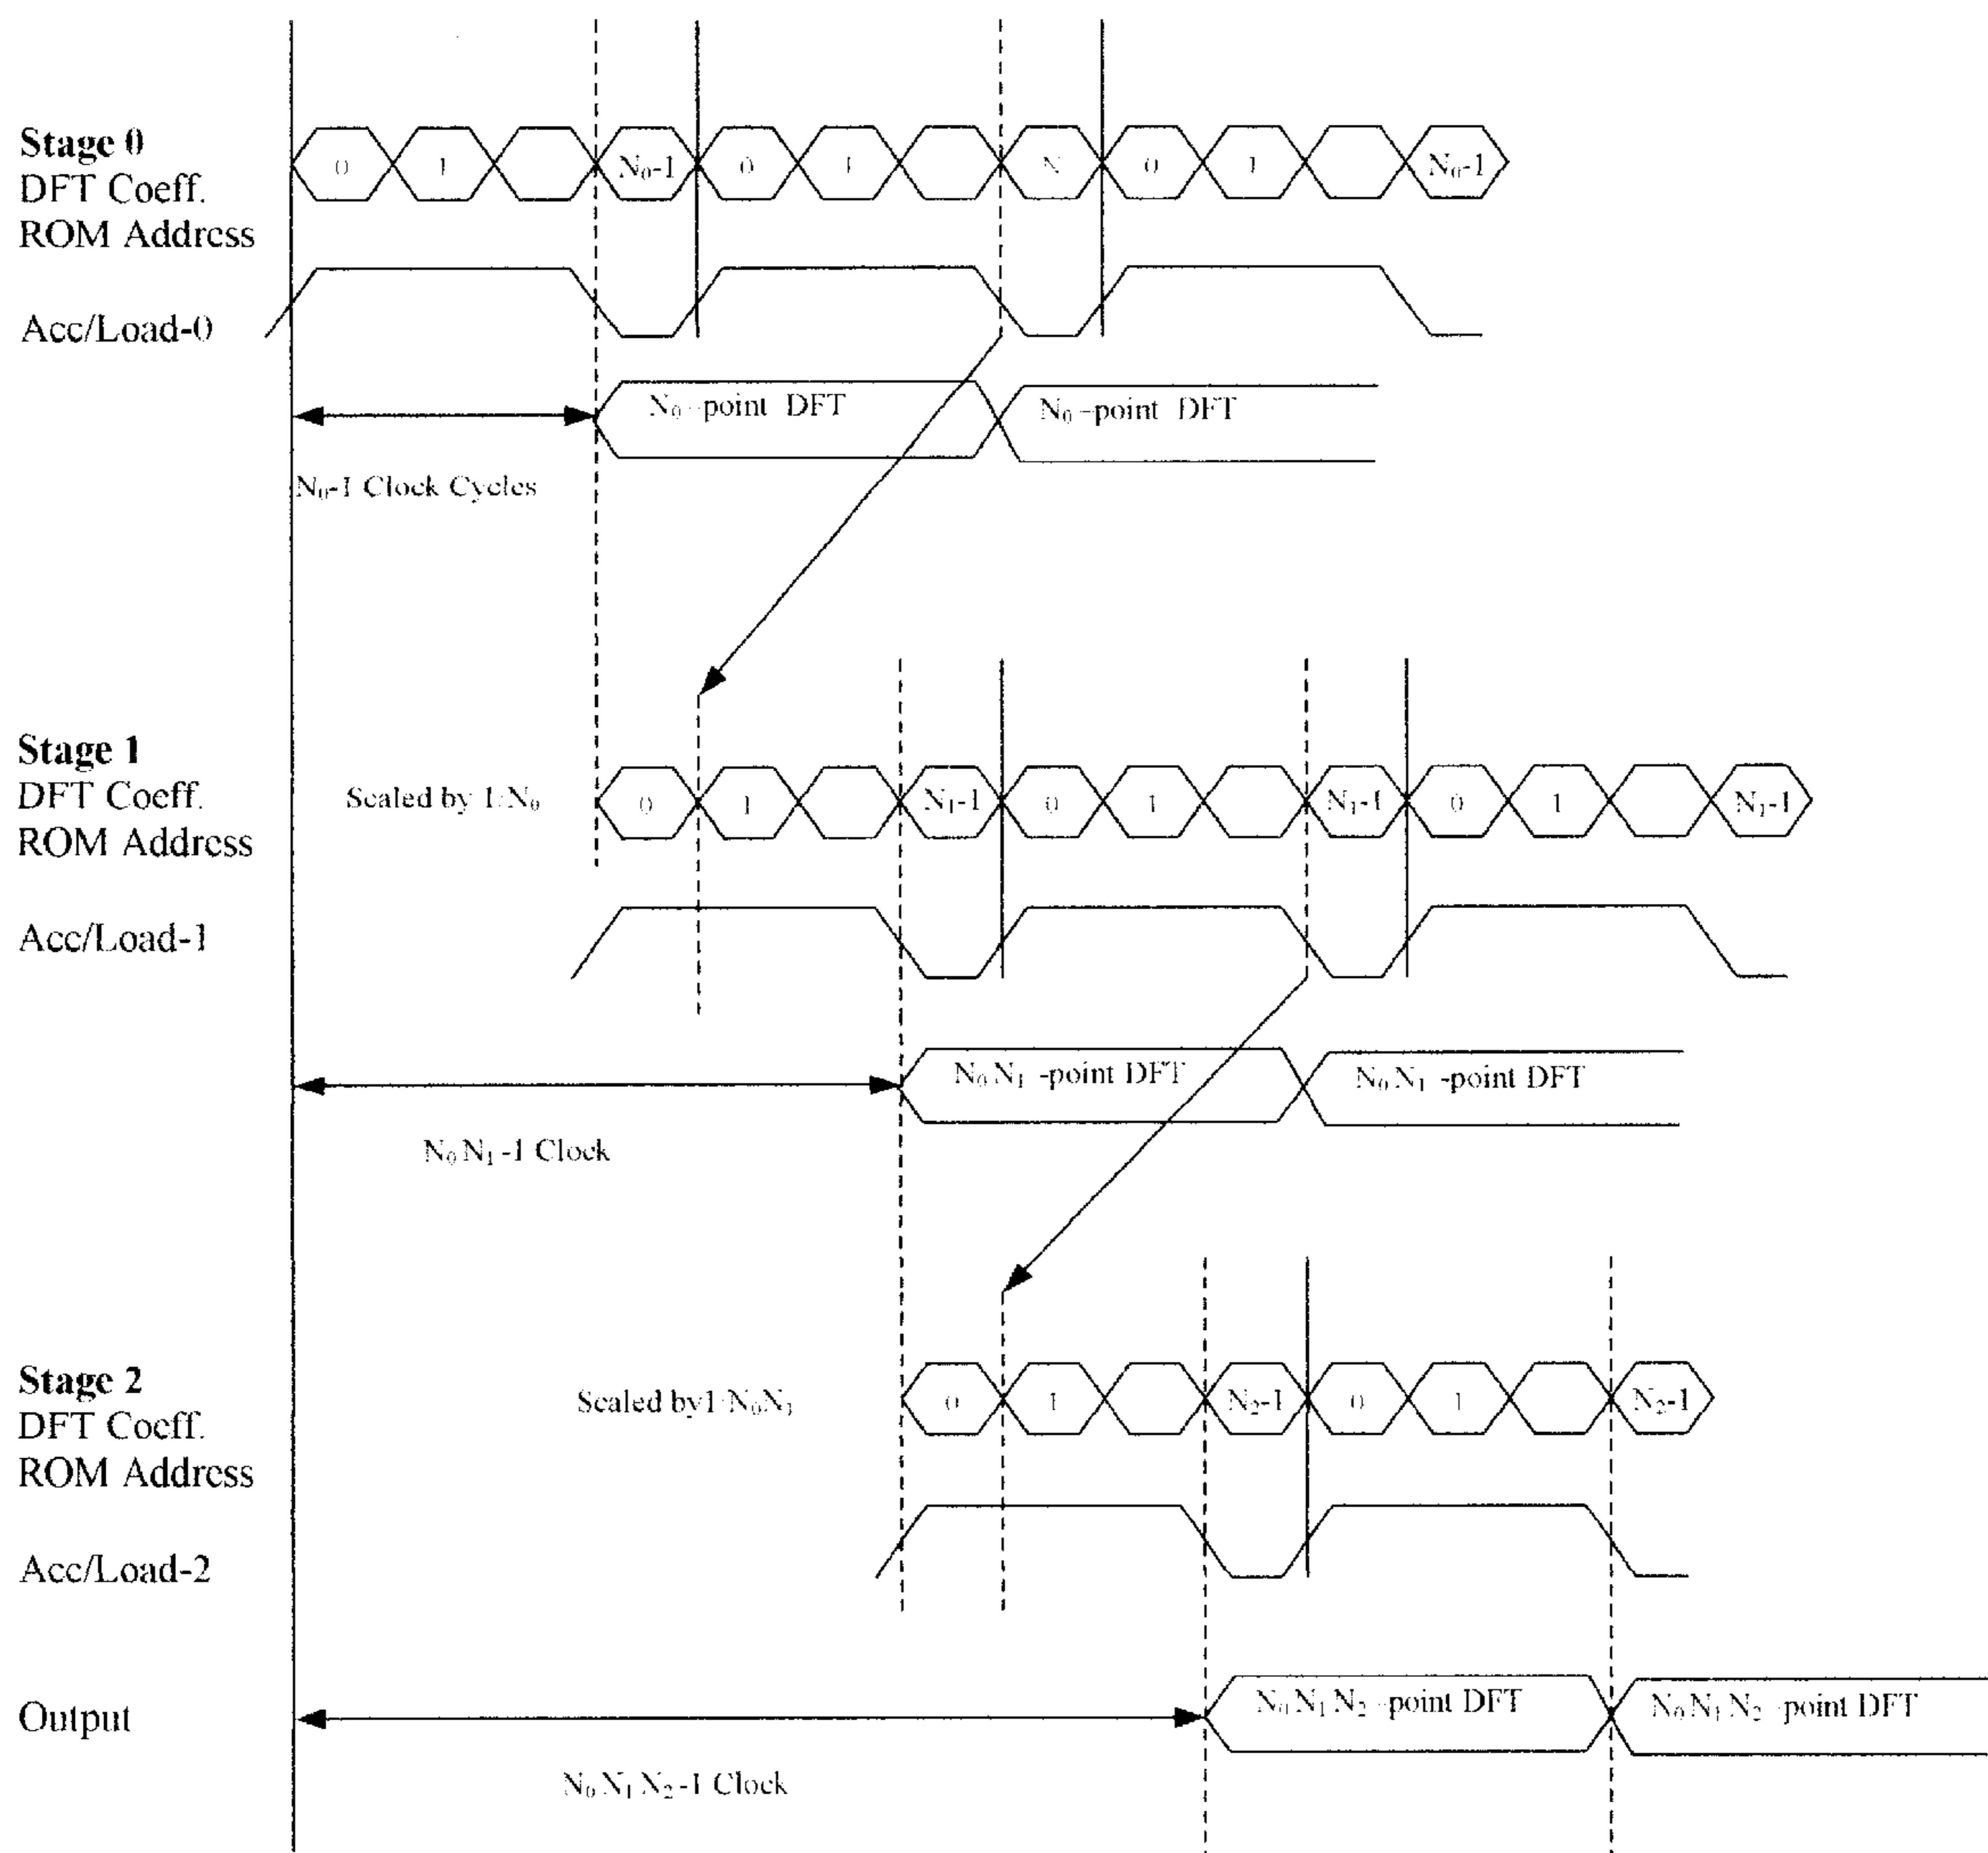 Stage 0
DFT Coeff.
ROM Address
0 1 N₀-1 0 1 N 0 1 N₀-1
Acc/Load-0
N₀-point DFT N₀-point DFT
N₀-1 Clock Cycles
Stage 1
DFT Coeff.
ROM Address
Scaled by 1/N₀
0 1 N₁-1 0 1 N₁-1 0 1 N₁-1
Acc/Load-1
N₀N₁-point DFT N₀N₁-point DFT
N₀N₁-1 Clock
Stage 2
DFT Coeff.
ROM Address
Scaled by1/N₀N₁
0 1 N₂-1 0 1 N₂-1
Acc/Load-2
Output
N₀N₁N₂-point DFT N₀N₁N₂-point DFT
N₀N₁N₂-1 Clock